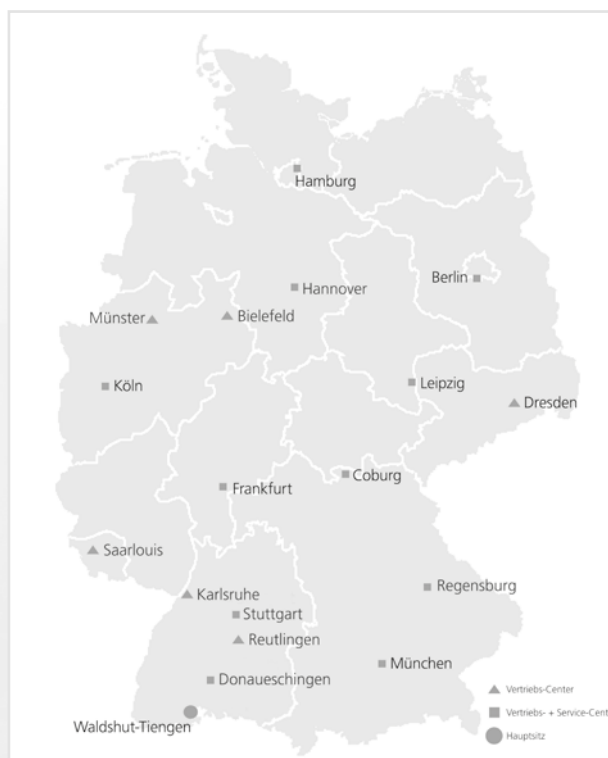 Hamburg
Berlin
Hannover
Münster
Bielefeld
Köln
Leipzig
Dresden
Coburg
Frankfurt
Saarlouis
Regensburg
Karlsruhe
Stuttgart
Reutlingen
München
Donaueschingen
Waldshut-Tiengen
Vertriebs-Center
Vertriebs- + Service-Cent
Hauptsitz